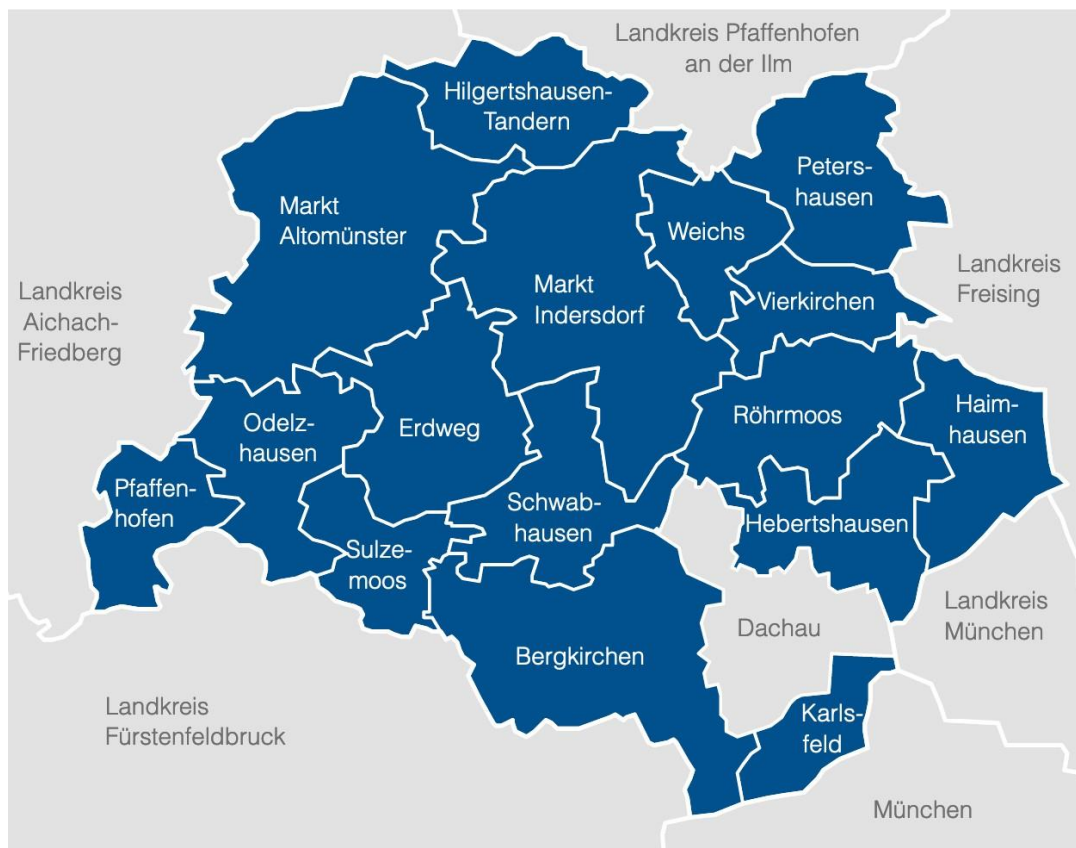 Landkreis Pfaffenhofen
an der Ilm
Hilgertshausen-
Tandern
Peters-
hausen
Markt
Altomünster
Weichs
Landkreis
Freising
Landkreis
Aichach-
Friedberg
Markt
Indersdorf
Vierkirchen
Odelz-
hausen
Erdweg
Röhrmoos
Haim-
hausen
Pfaffen-
hofen
Schwab-
hausen
Hebertshausen
Sulze-
moos
Landkreis
München
Dachau
Bergkirchen
Landkreis
Fürstenfeldbruck
Karls-
feld
München